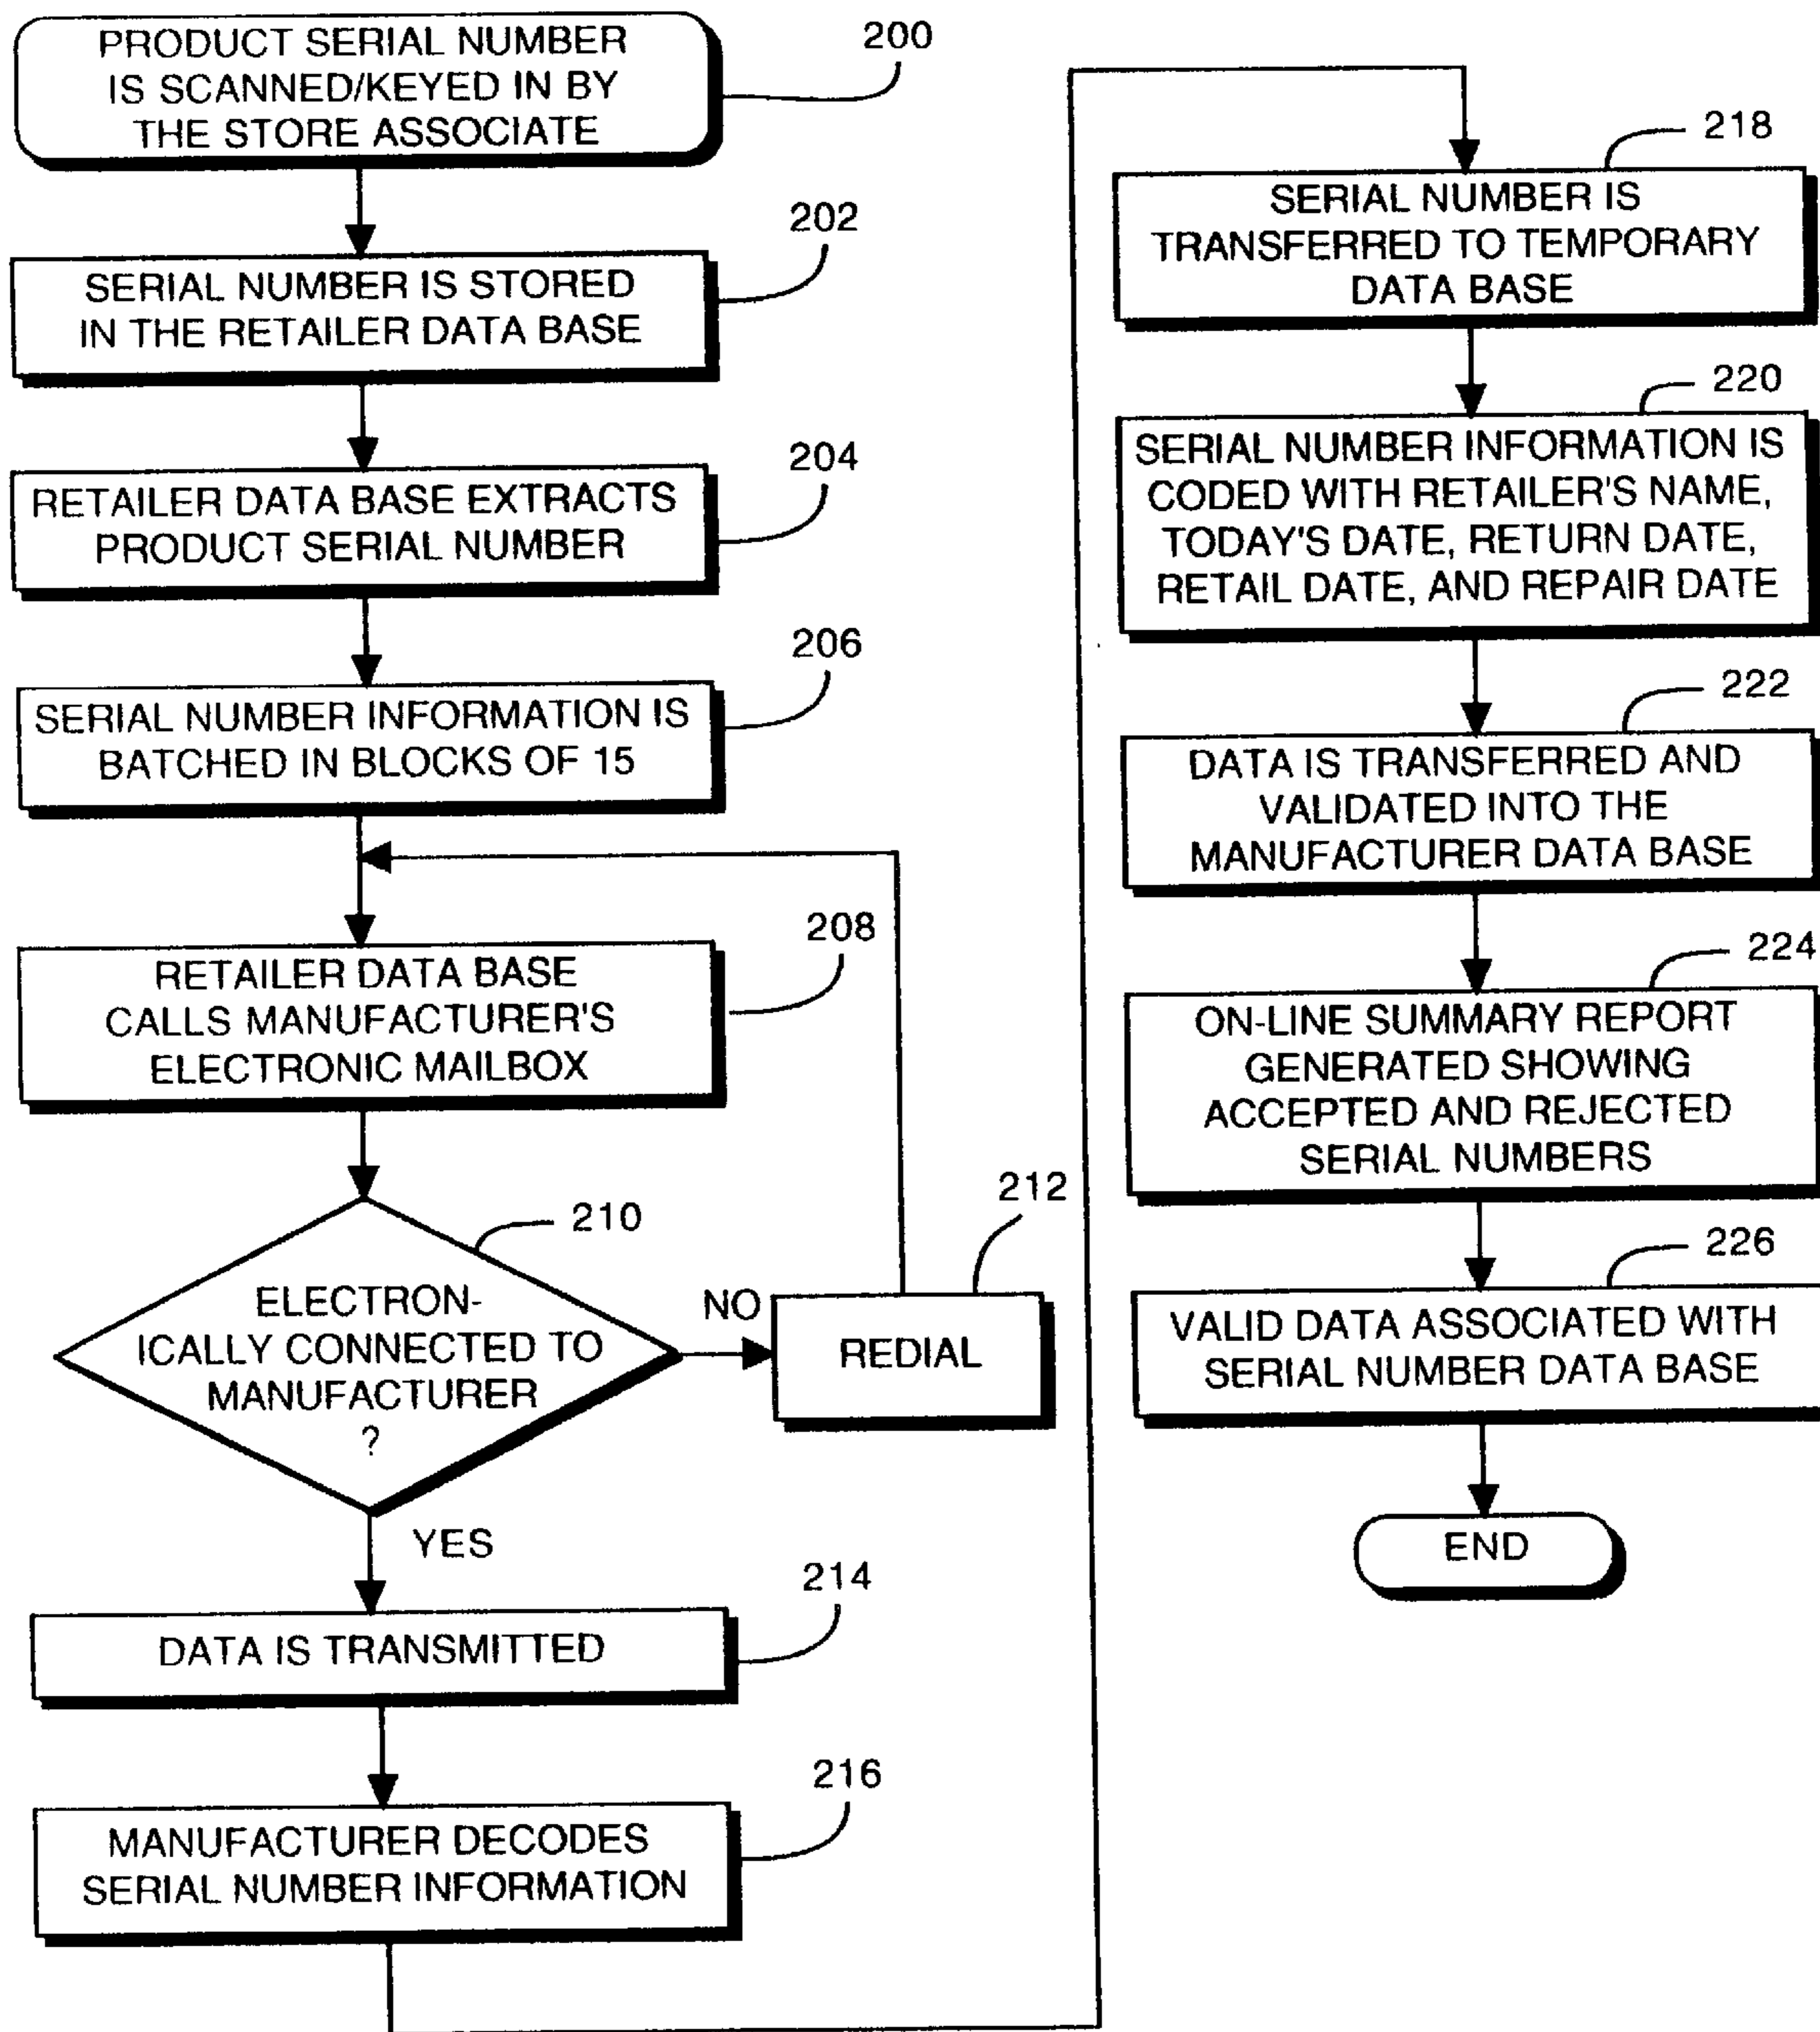 PRODUCT SERIAL NUMBER
IS SCANNED/KEYED IN BY
THE STORE ASSOCIATE
200
SERIAL NUMBER IS STORED
IN THE RETAILER DATA BASE
202
RETAILER DATA BASE EXTRACTS
PRODUCT SERIAL NUMBER
204
SERIAL NUMBER INFORMATION IS
BATCHED IN BLOCKS OF 15
206
RETAILER DATA BASE
CALLS MANUFACTURER'S
ELECTRONIC MAILBOX
208
ELECTRON-
ICALLY CONNECTED TO
MANUFACTURER
?
210
NO
REDIAL
212
YES
DATA IS TRANSMITTED
214
MANUFACTURER DECODES
SERIAL NUMBER INFORMATION
216
SERIAL NUMBER IS
TRANSFERRED TO TEMPORARY
DATA BASE
218
SERIAL NUMBER INFORMATION IS
CODED WITH RETAILER'S NAME,
TODAY'S DATE, RETURN DATE,
RETAIL DATE, AND REPAIR DATE
220
DATA IS TRANSFERRED AND
VALIDATED INTO THE
MANUFACTURER DATA BASE
222
ON-LINE SUMMARY REPORT
GENERATED SHOWING
ACCEPTED AND REJECTED
SERIAL NUMBERS
224
VALID DATA ASSOCIATED WITH
SERIAL NUMBER DATA BASE
226
END